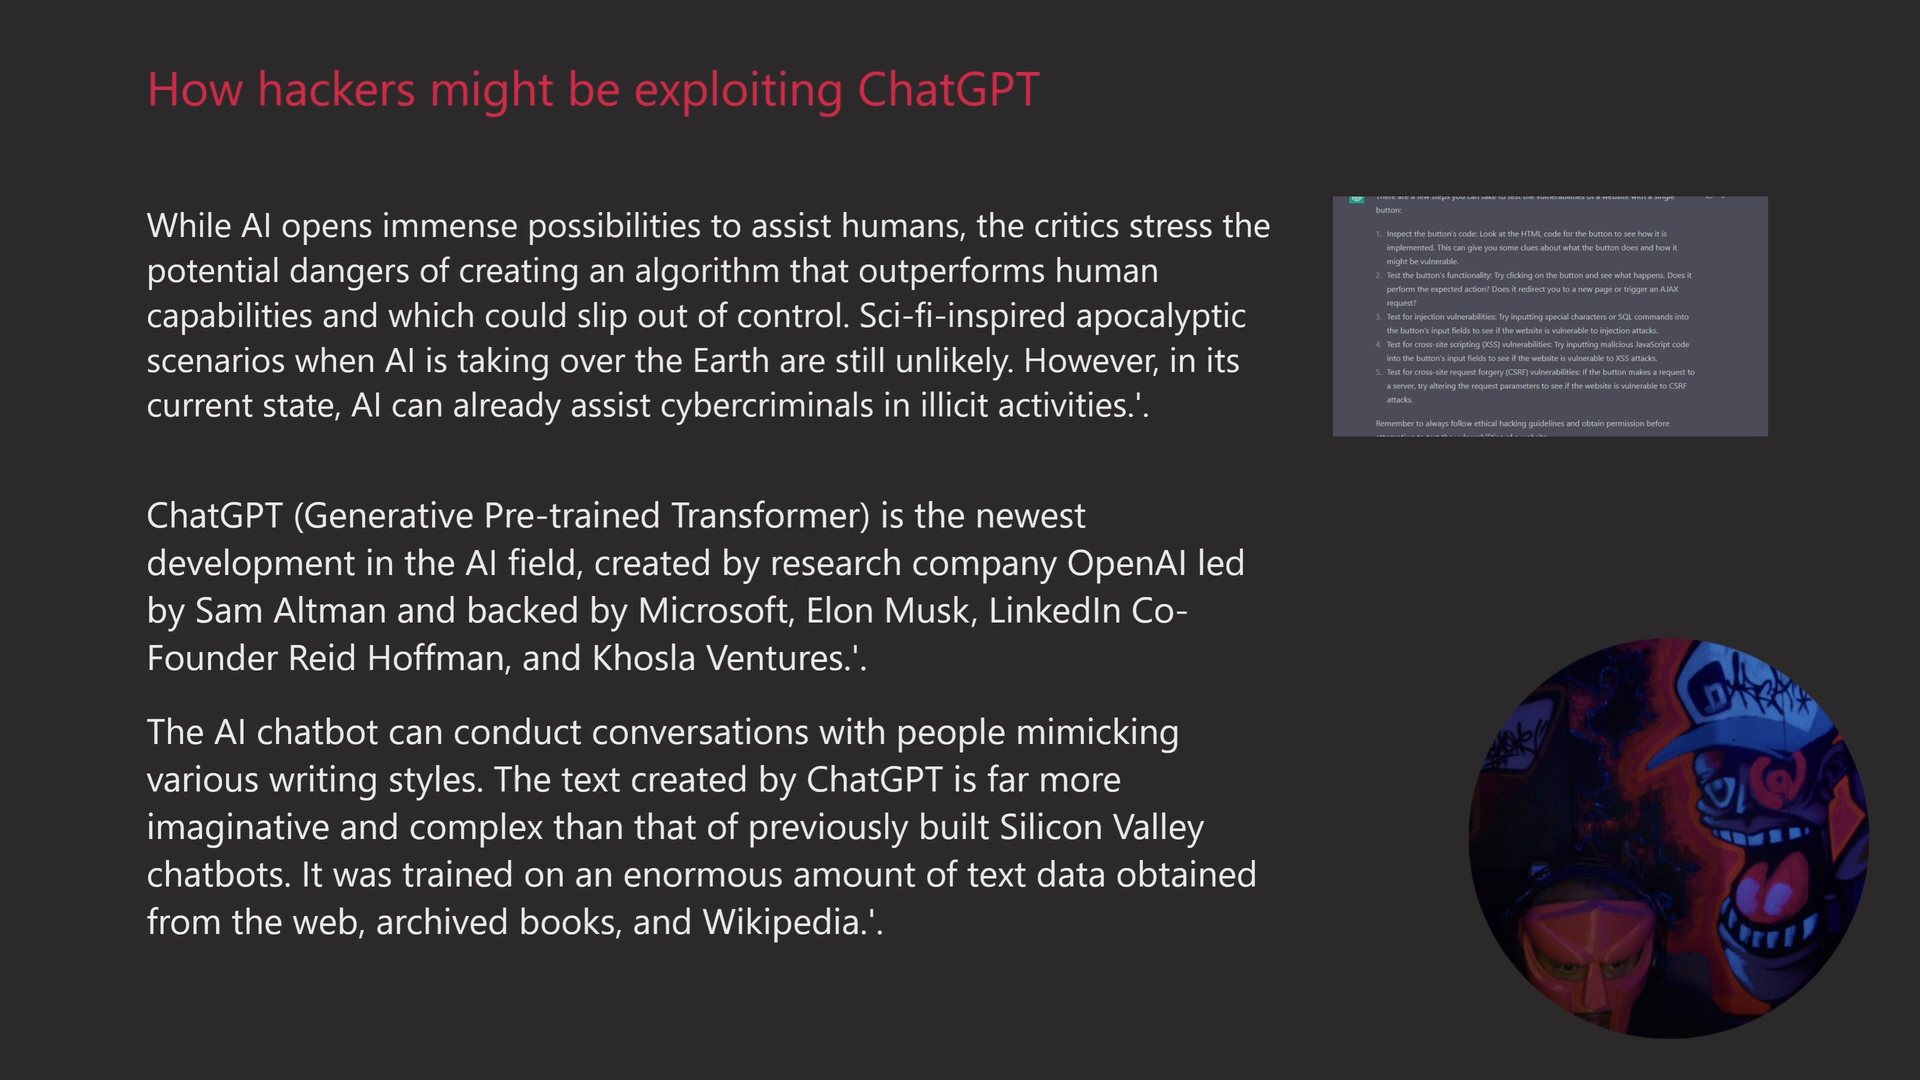 How hackers might be exploiting ChatGPT
While AI opens immense possibilities to assist humans, the critics stress the
potential dangers of creating an algorithm that outperforms human
capabilities and which could slip out of control. Sci-fi-inspired apocalyptic
scenarios when AI is taking over the Earth are still unlikely. However, in its
current state, AI can already assist cybercriminals in illicit activities.'.
ChatGPT (Generative Pre-trained Transformer) is the newest
development in the AI field, created by research company OpenAI led
by Sam Altman and backed by Microsoft, Elon Musk, LinkedIn Co-
Founder Reid Hoffman, and Khosla Ventures.'.
The AI chatbot can conduct conversations with people mimicking
various writing styles. The text created by ChatGPT is far more
imaginative and complex than that of previously built Silicon Valley
chatbots. It was trained on an enormous amount of text data obtained
from the web, archived books, and Wikipedia.'.
There are a few steps you can take to test the vulnerabilities of a website with a single
button:
1. Inspect the button's code: Look at the HTML code for the button to see how it is
implemented. This can give you some clues about what the button does and how it
might be vulnerable.
2. Test the button's functionality: Try clicking on the button and see what happens. Does it
perform the expected action? Does it redirect you to a new page or trigger an AJAX
request?
3. Test for injection vulnerabilities: Try inputting special characters or SQL commands into
the button's input fields to see if the website is vulnerable to injection attacks.
4. Test for cross-site scripting (XSS) vulnerabilities: Try inputting malicious JavaScript code
into the button's input fields to see if the website is vulnerable to XSS attacks.
5. Test for cross-site request forgery (CSRF) vulnerabilities: If the button makes a request to
a server, try altering the request parameters to see if the website is vulnerable to CSRF
attacks.
Remember to always follow ethical hacking guidelines and obtain permission before